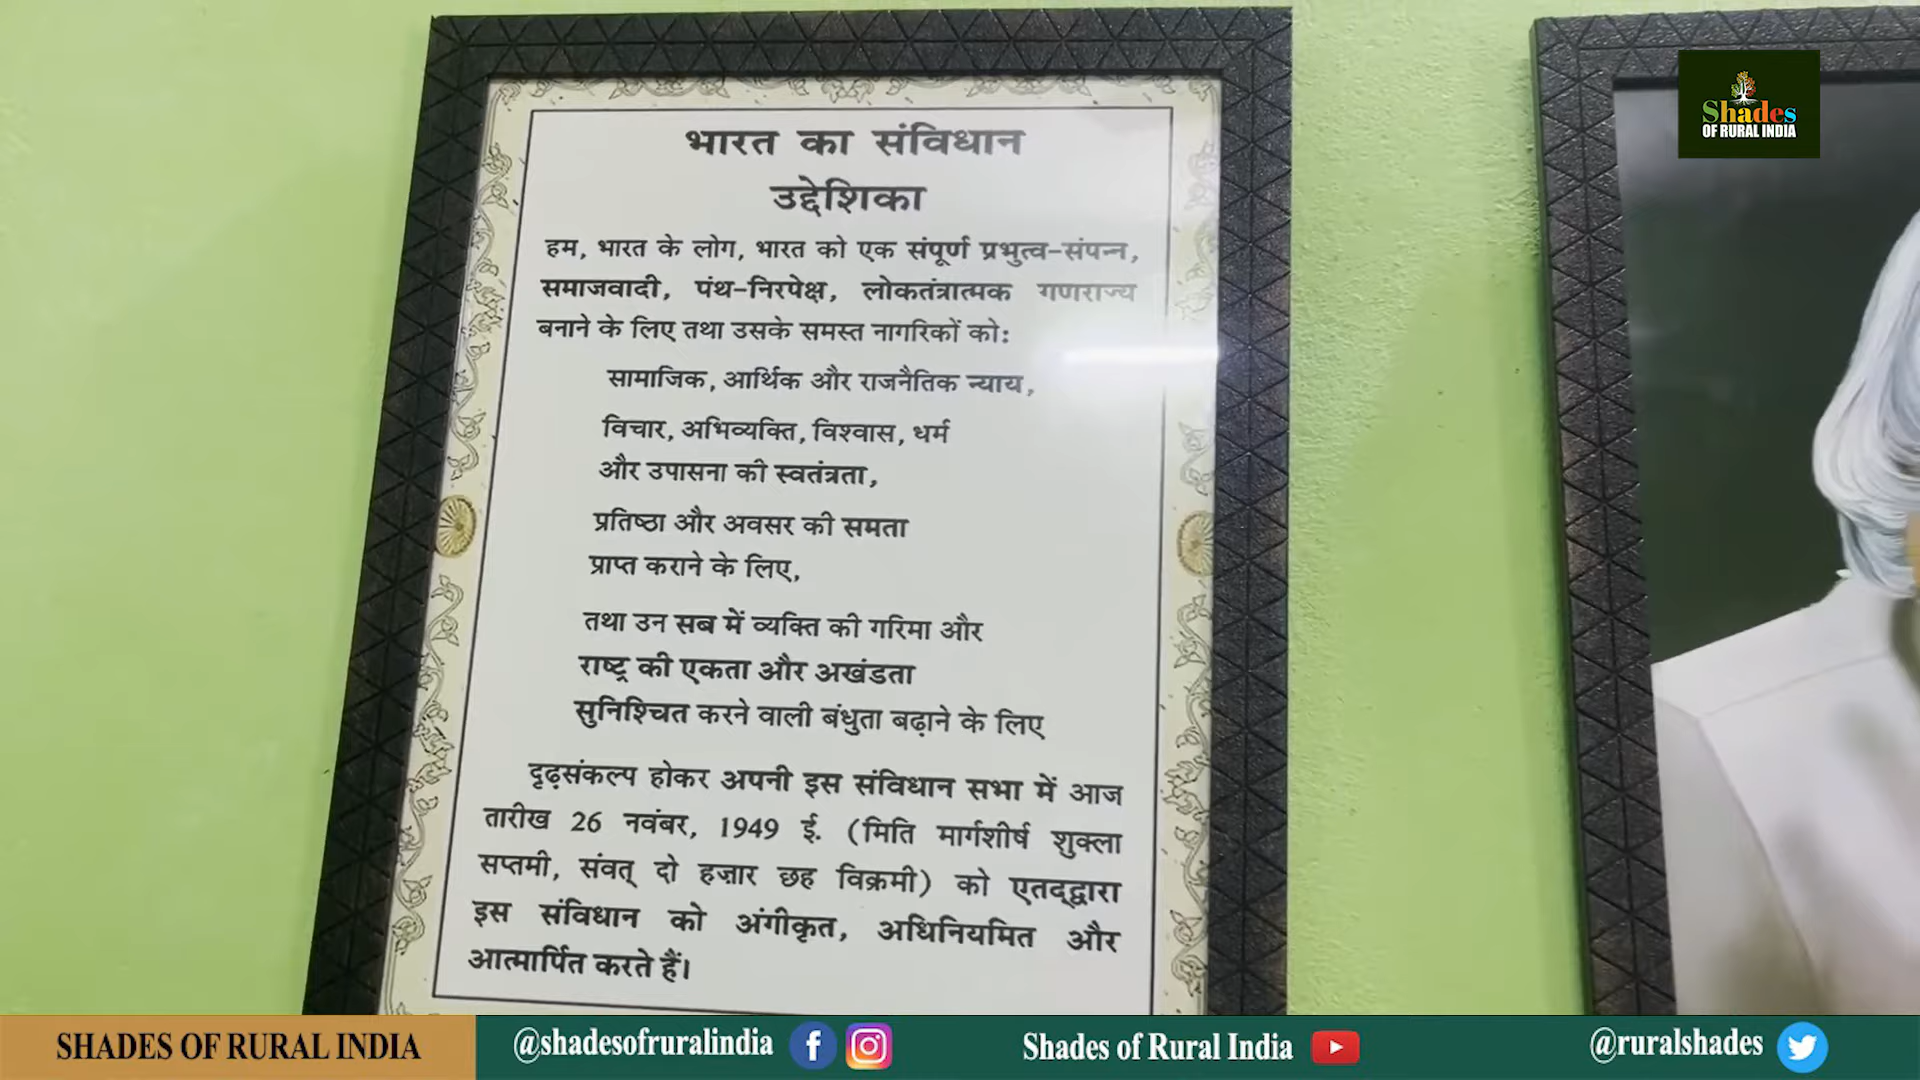 भारत का संविधान
उद्देशिका
हम, भारत के लोग, भारत को एक संपूर्ण प्रभुत्व-संपन्न,
समाजवादी, पंथ-निरपेक्ष, लोकतंत्रात्मक गणराज्य
बनाने के लिए तथा उसके समस्त नागरिकों को:
सामाजिक, आर्थिक और राजनैतिक न्याय,
विचार, अभिव्यक्ति, विश्वास, धर्म
और उपासना की स्वतंत्रता,
प्रतिष्ठा और अवसर की समता
प्राप्त कराने के लिए,
तथा उन सब में व्यक्ति की गरिमा और
राष्ट्र की एकता और अखंडता
सुनिश्चित करने वाली बंधुता बढ़ाने के लिए
दृढ़संकल्प होकर अपनी इस संविधान सभा में आज
तारीख 26 नवंबर, 1949 ई. (मिति मार्गशीर्ष शुक्ला
सप्तमी, संवत् दो हज़ार छह विक्रमी) को एतद्द्वारा
इस संविधान को अंगीकृत, अधिनियमित और
आत्मार्पित करते हैं।
Shades
OF RURAL INDIA
SHADES OF RURAL INDIA
@shadesofruralindia
Shades of Rural India
@ruralshades